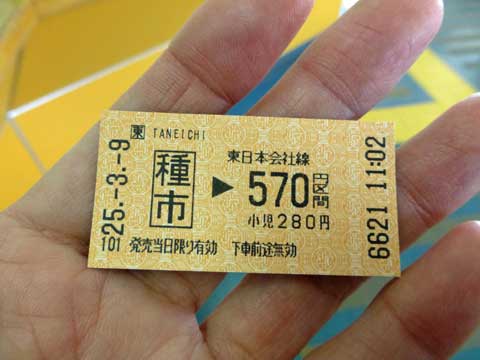 東 TANEICHI
25.-3.-9
種市
▶
東日本会社線
570円区間
小児280円
101 発売当日限り有効 下車前途無効
6621 11:02